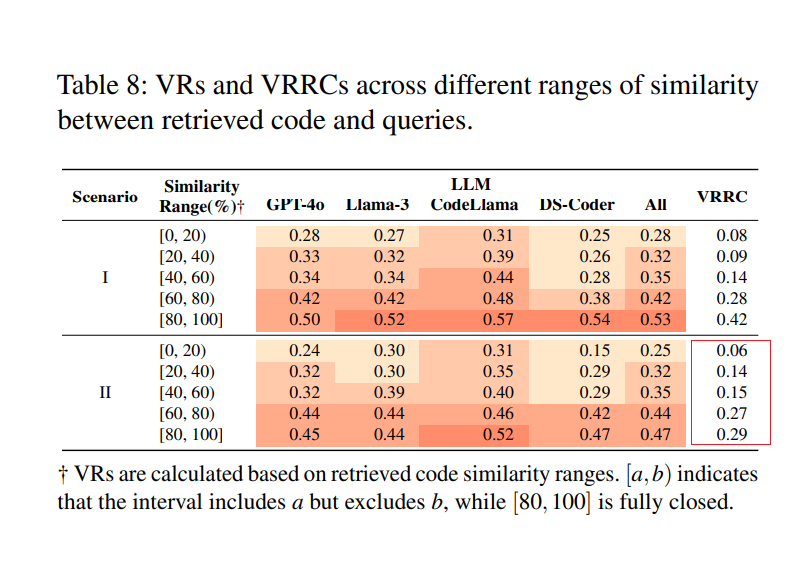 Table 8: VRs and VRRCs across different ranges of similarity
between retrieved code and queries.
Scenario Similarity Range(%)† LLM VRRC
GPT-4o Llama-3 CodeLlama DS-Coder All
I
[0, 20) 0.28 0.27 0.31 0.25 0.28 0.08
[20, 40) 0.33 0.32 0.39 0.26 0.32 0.09
[40, 60) 0.34 0.34 0.44 0.28 0.35 0.14
[60, 80) 0.42 0.42 0.48 0.38 0.42 0.28
[80, 100] 0.50 0.52 0.57 0.54 0.53 0.42
II
[0, 20) 0.24 0.30 0.31 0.15 0.25 0.06
[20, 40) 0.32 0.30 0.35 0.29 0.32 0.14
[40, 60) 0.32 0.39 0.40 0.29 0.35 0.15
[60, 80) 0.44 0.44 0.46 0.42 0.44 0.27
[80, 100] 0.45 0.44 0.52 0.47 0.47 0.29
† VRs are calculated based on retrieved code similarity ranges. [a,b) indicates
that the interval includes a but excludes b, while [80,100] is fully closed.